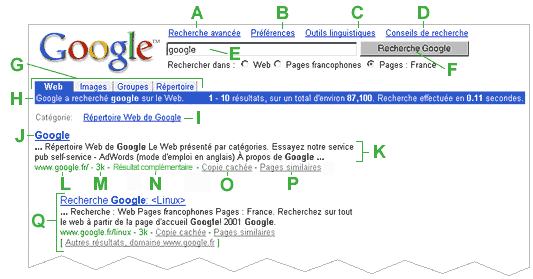 A B C D
Google™ Recherche avancée Préférences Outils linguistiques Conseils de recherche
google E Recherche Google
Rechercher dans : Web Pages francophones Pages : France F
G
Web Images Groupes Répertoire
H Google a recherché google sur le Web. 1 - 10 résultats, sur un total d'environ 87,100. Recherche effectuée en 0.11 secondes.
Catégorie: Répertoire Web de Google I
J Google
... Répertoire Web de Google Le Web présenté par catégories. Essayez notre service
pub self-service - AdWords (mode d'emploi en anglais) À propos de Google ... K
www.google.fr/ - 3k - Résultat complémentaire - Copie cachée - Pages similaires
L M N O P
Q Recherche Google: <Linux>
... Recherche : Web Pages francophones Pages : France. Recherchez sur tout
le web à partir de la page d'accueil Google! 2001 Google.
www.google.fr/linux - 3k - Copie cachée - Pages similaires
[ Autres résultats, domaine www.google.fr ]